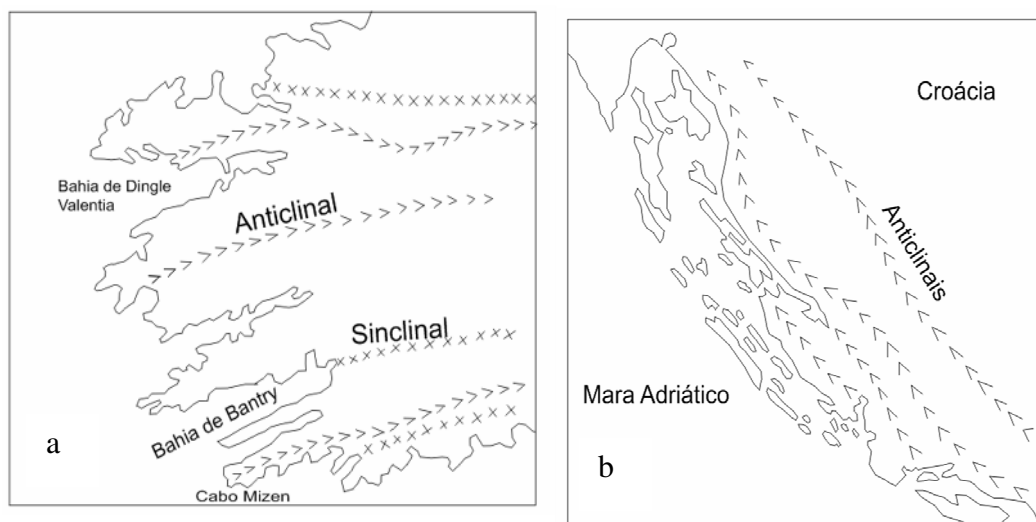 Bahia de Dingle
Valentia
Anticlinal
Sinclinal
Bahia de Bantry
Cabo Mizen
a
Croácia
Anticlinais
Mara Adriático
b